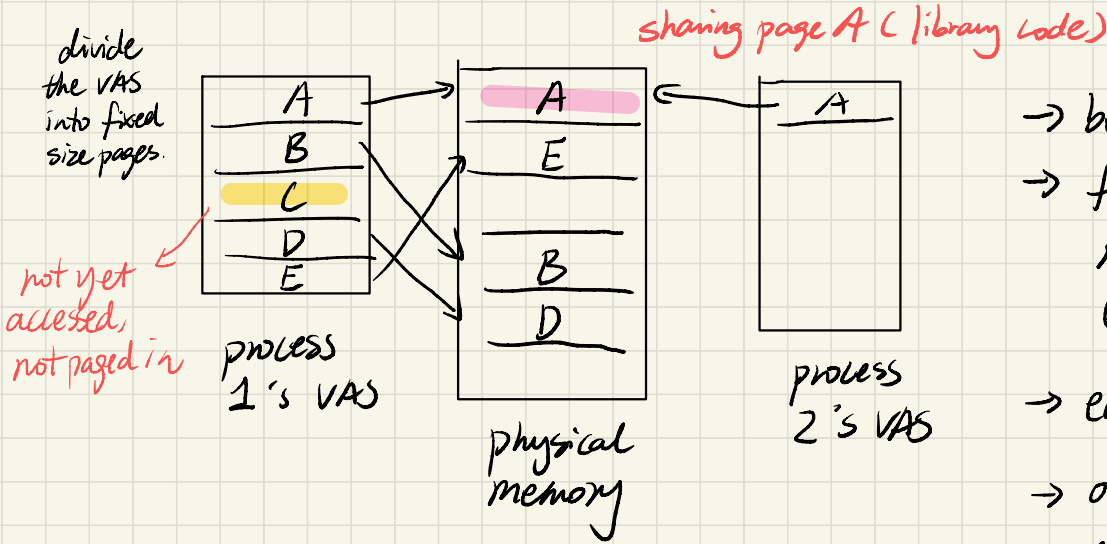 sharing page A ( library code)
divide
the VAS
into fixed
size pages.
A
B
C
D
E
not yet
accessed,
not paged in
process
1's VAS
A
E
B
D
physical
memory
A
process
2's VAS
→ b
→ f
→ e
→ o